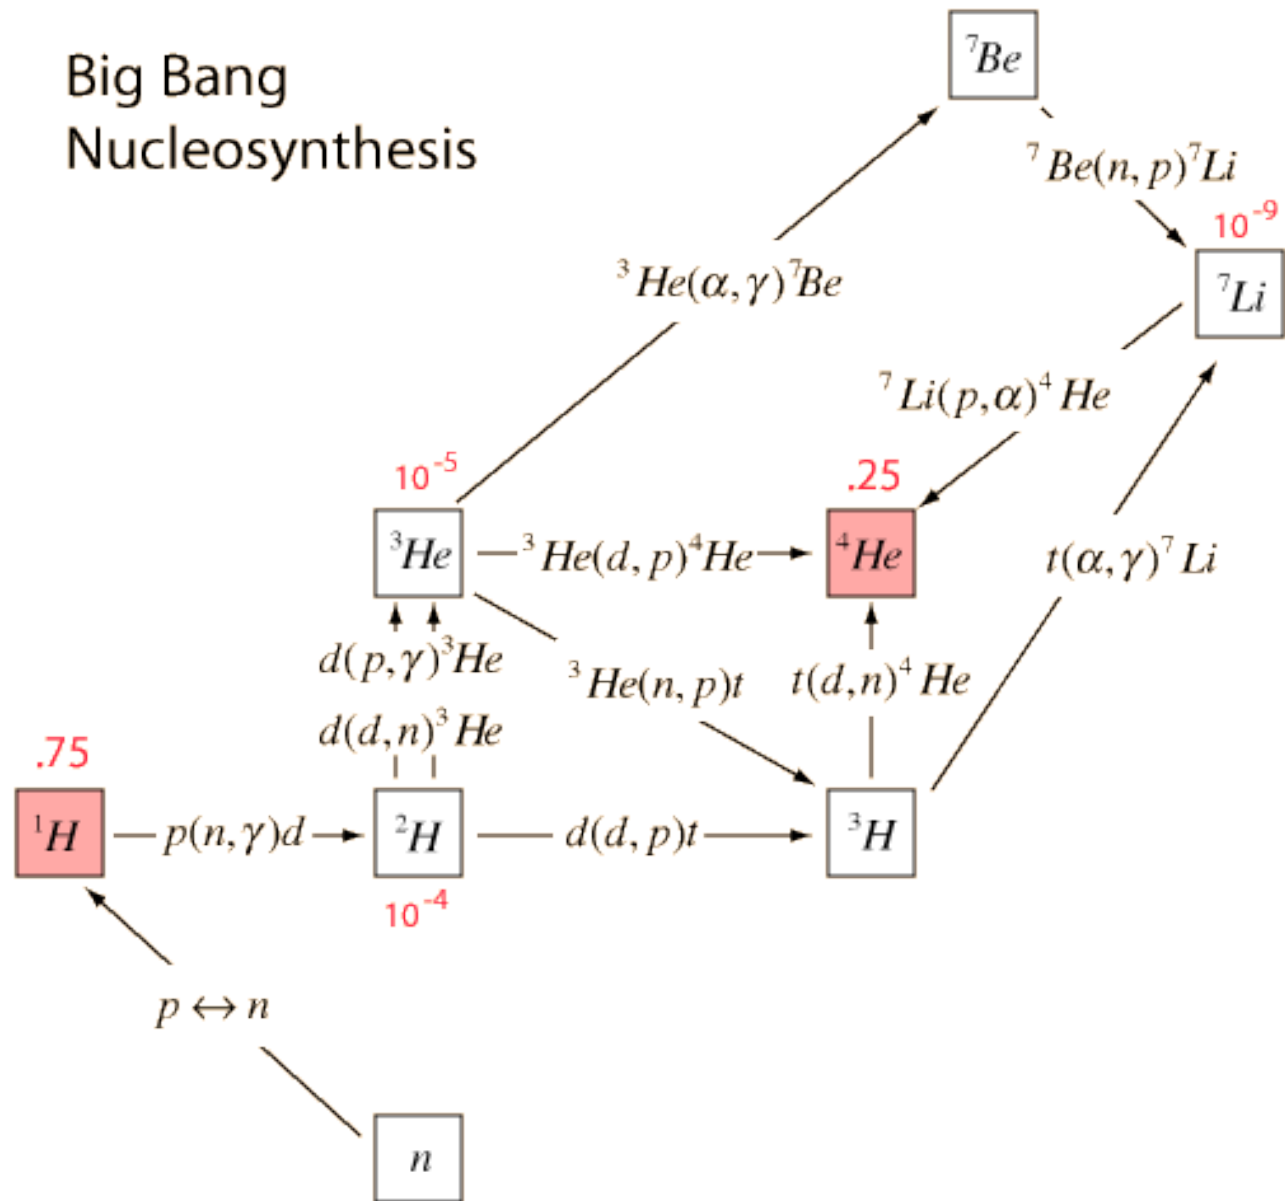 Big Bang
Nucleosynthesis
⁷Be
⁷Be(n, p)⁷Li
10⁻⁹
⁷Li
³He(α, γ)⁷Be
⁷Li(p, α)⁴He
10⁻⁵
.25
³He
³He(d, p)⁴He
⁴He
t(α, γ)⁷Li
d(p, γ)³He
³He(n, p)t
t(d, n)⁴He
d(d, n)³He
.75
¹H
p(n, γ)d
²H
d(d, p)t
³H
10⁻⁴
p ↔ n
n